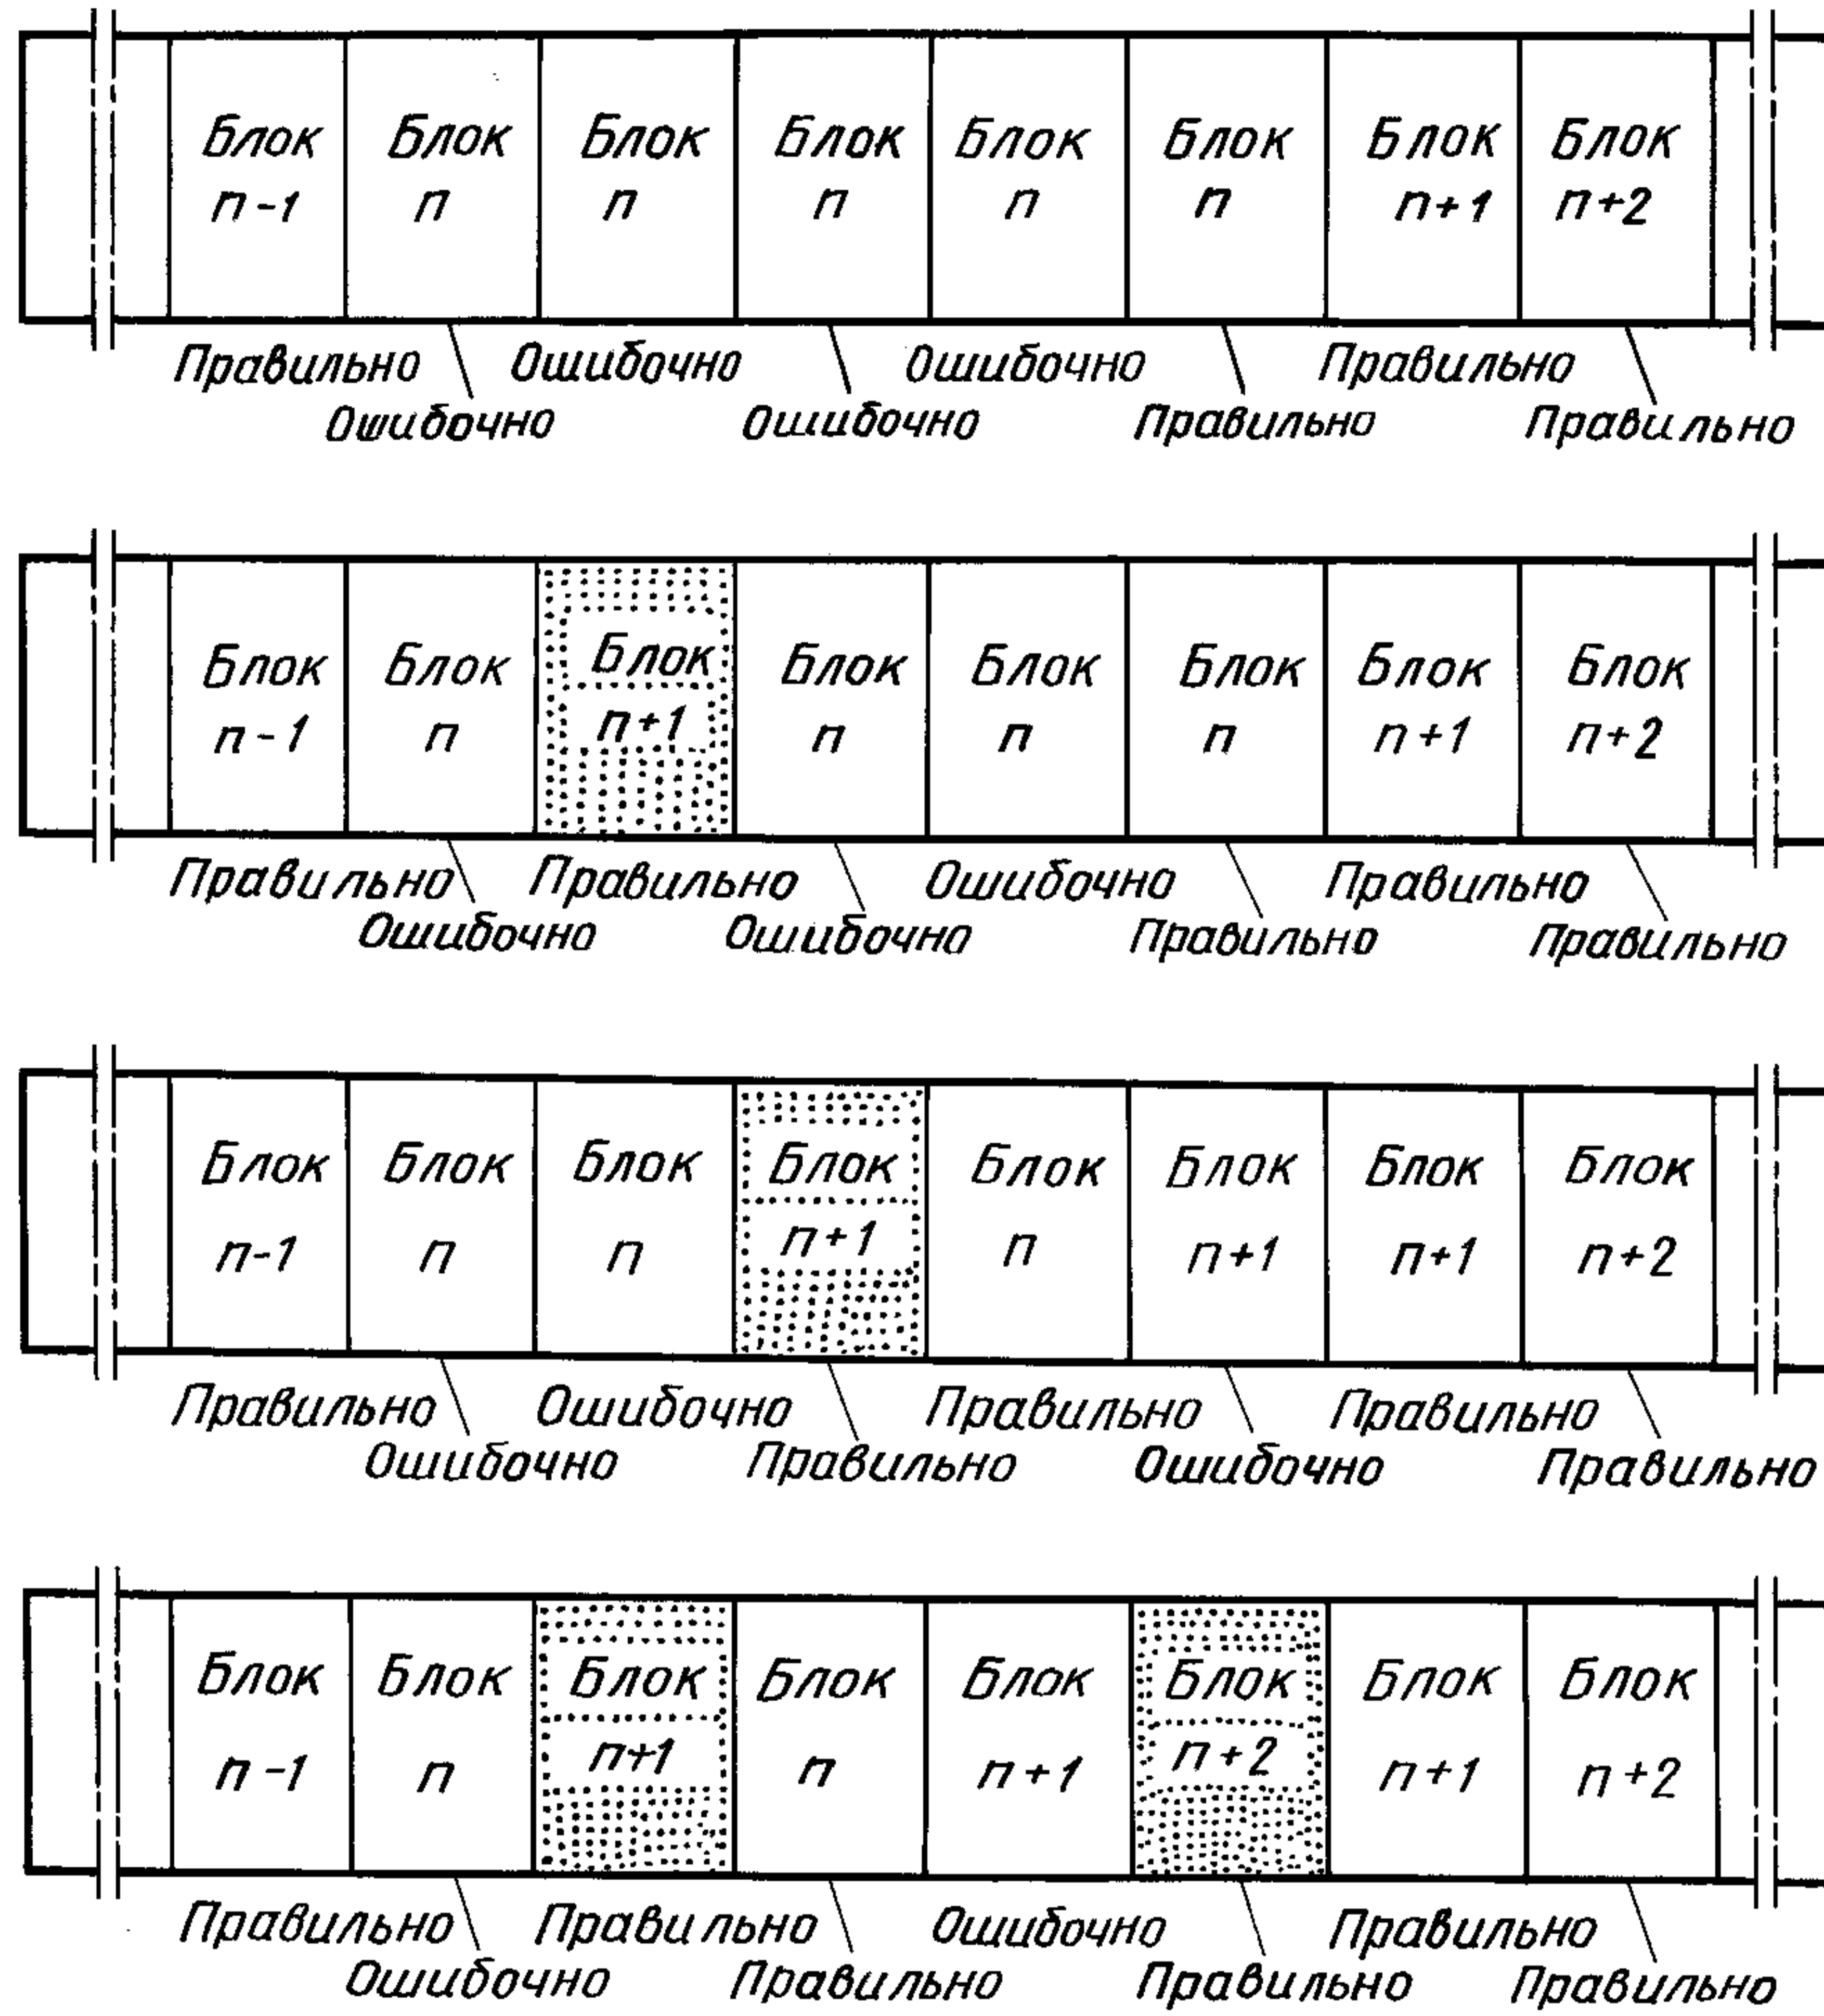 Блок Блок Блок Блок Блок Блок Блок Блок
n-1 n n n n n n+1 n+2
Правильно Ошибочно Ошибочно Правильно
Ошибочно Ошибочно Правильно Правильно
Блок Блок Блок Блок Блок Блок Блок Блок
n-1 n n+1 n n n n+1 n+2
Правильно Правильно Ошибочно Правильно
Ошибочно Ошибочно Правильно Правильно
Блок Блок Блок Блок Блок Блок Блок Блок
n-1 n n n+1 n n+1 n+1 n+2
Правильно Ошибочно Правильно Правильно
Ошибочно Правильно Ошибочно Правильно
Блок Блок Блок Блок Блок Блок Блок Блок
n-1 n n+1 n n+1 n+2 n+1 n+2
Правильно Правильно Ошибочно Правильно
Ошибочно Правильно Правильно Правильно